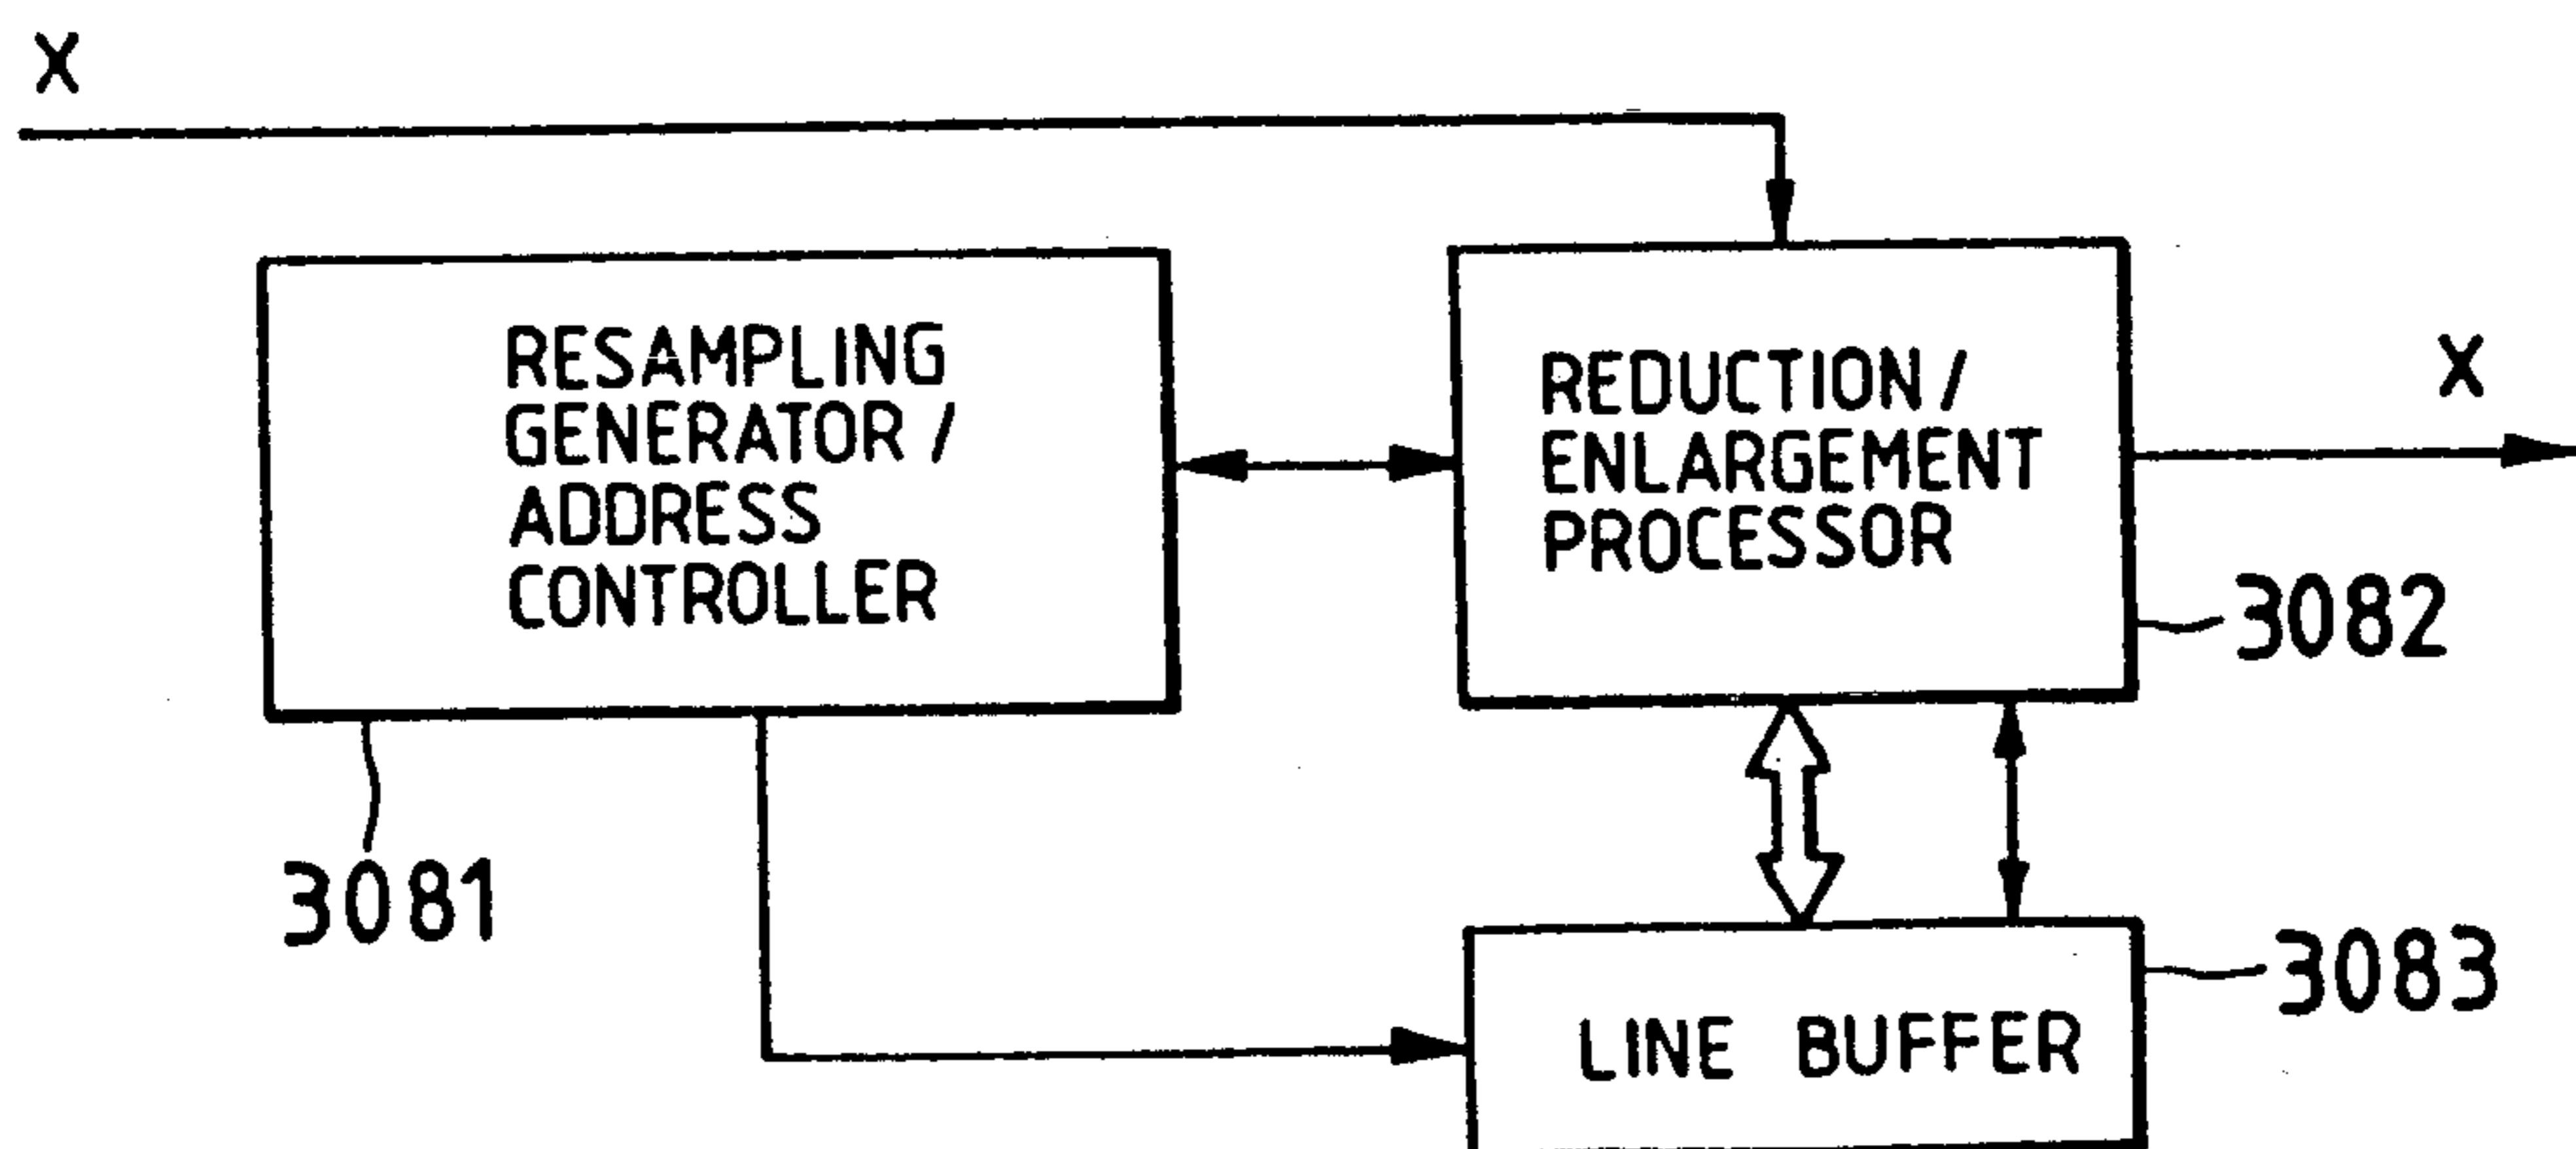 X
RESAMPLING
GENERATOR /
ADDRESS
CONTROLLER
3081
REDUCTION /
ENLARGEMENT
PROCESSOR
X
3082
3083
LINE BUFFER